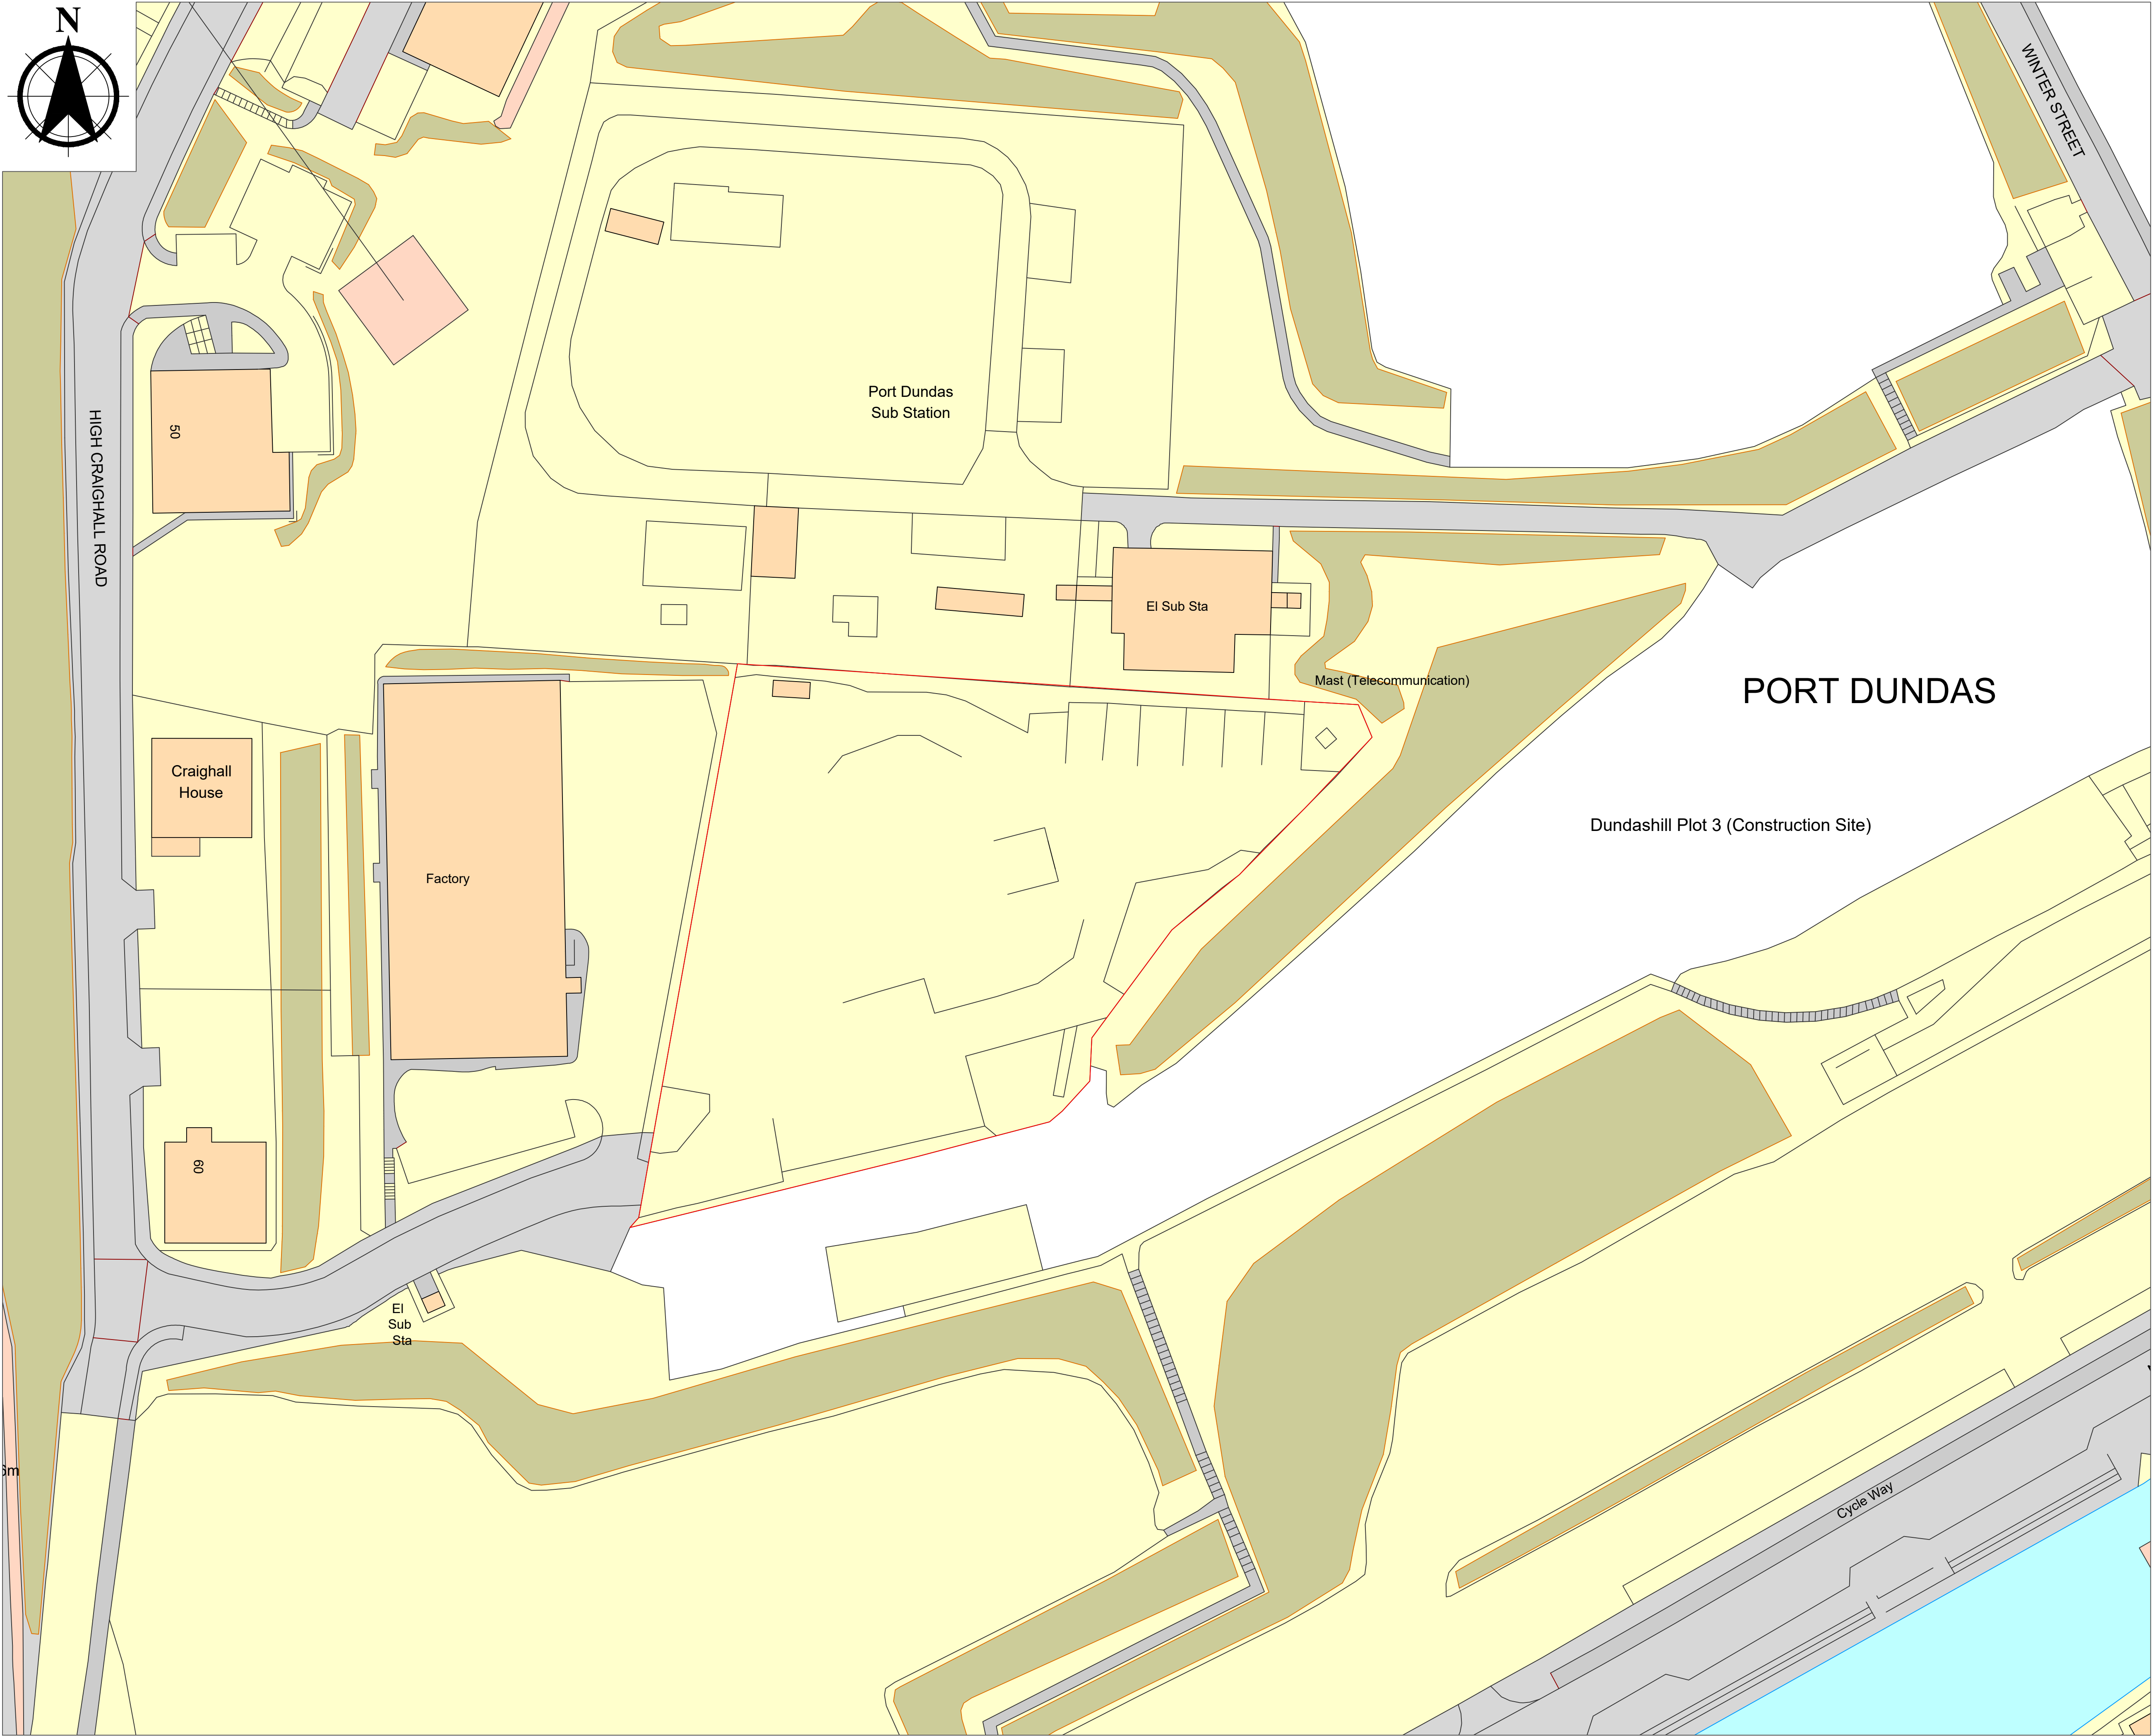 N
WINTER STREET
Port Dundas
Sub Station
HIGH CRAIGHALL ROAD
50
El Sub Sta
Mast (Telecommunication)
PORT DUNDAS
Craighall
House
Dundashill Plot 3 (Construction Site)
Factory
60
El
Sub
Sta
Cycle Way